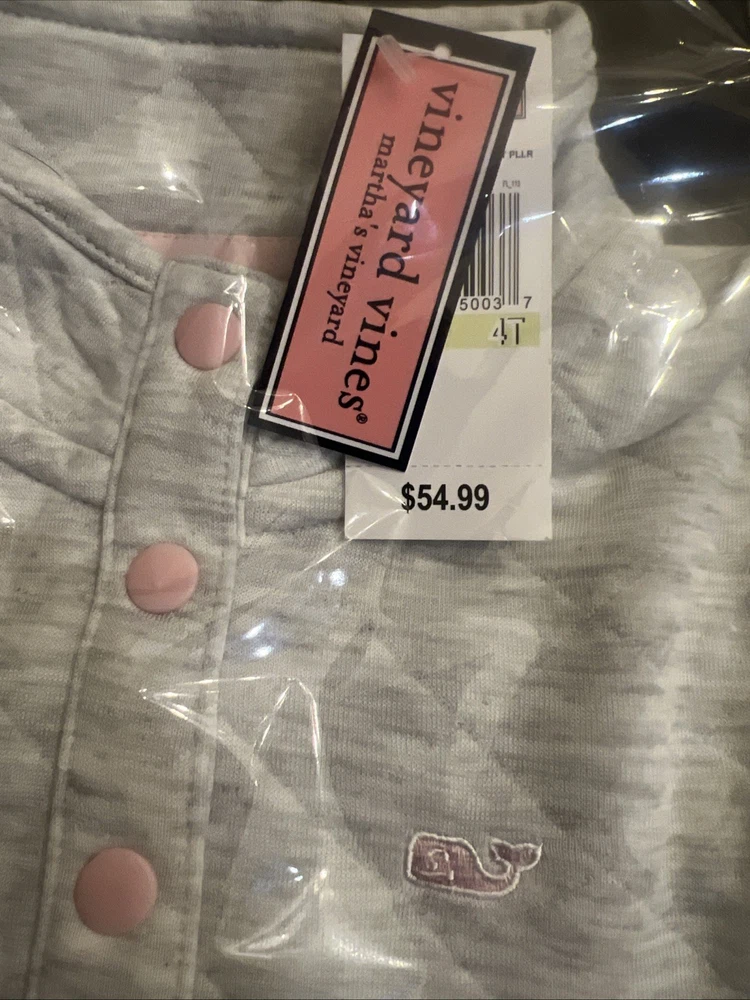 vineyard vines®
martha's vineyard
PLLR
5003 7
4T
$54.99